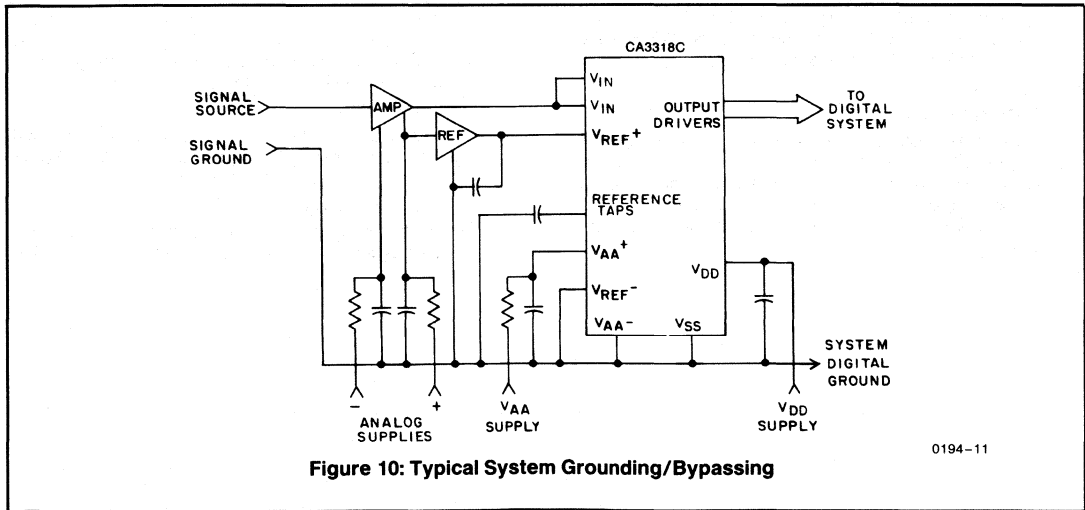 CA3318C
SIGNAL
SOURCE
AMP
VIN
VIN
OUTPUT
DRIVERS
TO
DIGITAL
SYSTEM
SIGNAL
GROUND
REF
VREF+
REFERENCE
TAPS
VAA+
VDD
VREF-
VAA-
VSS
SYSTEM
DIGITAL
GROUND
-
+
ANALOG
SUPPLIES
VAA
SUPPLY
VDD
SUPPLY
0194-11
Figure 10: Typical System Grounding/Bypassing